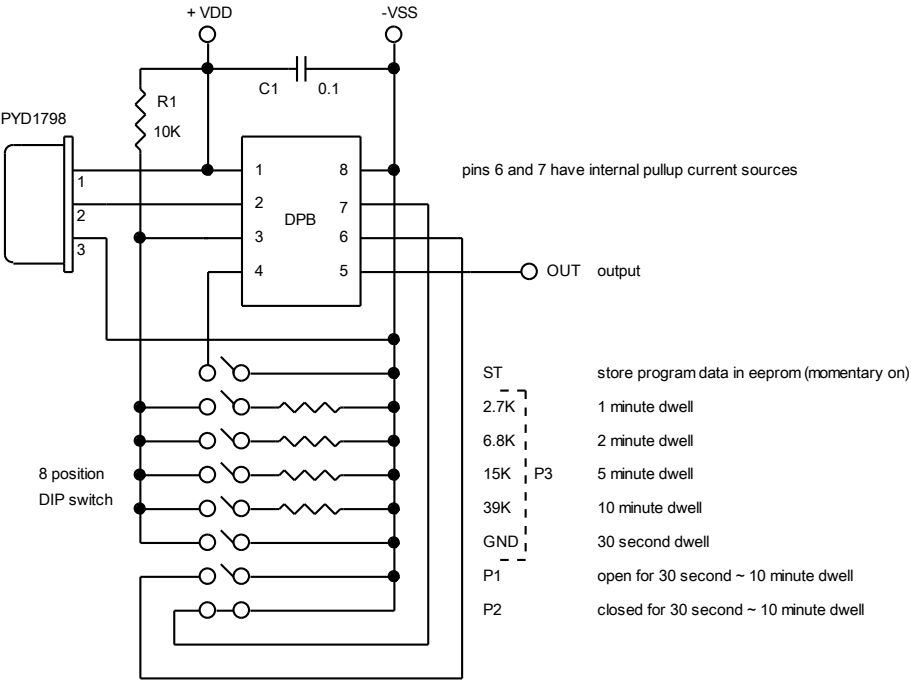 + VDD
-VSS
C1 0.1
R1
10K
PYD1798
1
2
3
1 8
2 7
DPB
3 6
4 5
pins 6 and 7 have internal pullup current sources
OUT output
ST store program data in eeprom (momentary on)
2.7K 1 minute dwell
6.8K 2 minute dwell
15K P3 5 minute dwell
39K 10 minute dwell
GND 30 second dwell
P1 open for 30 second ~ 10 minute dwell
P2 closed for 30 second ~ 10 minute dwell
8 position
DIP switch